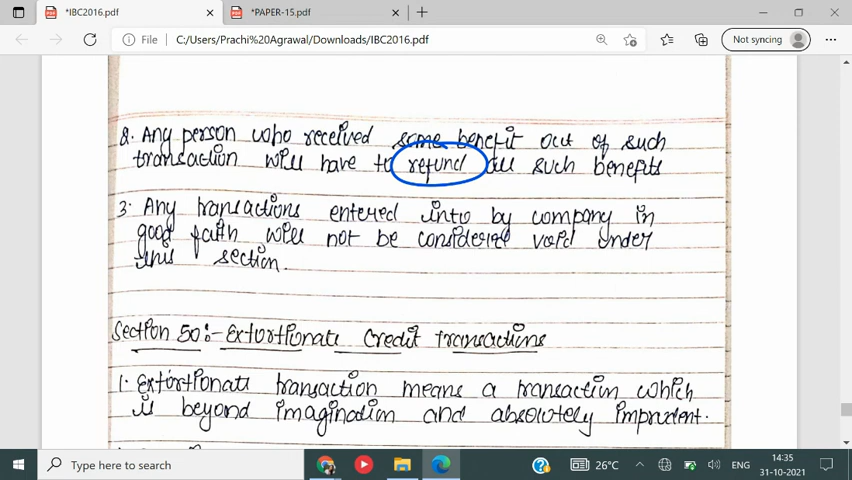 *IBC2016.pdf
*PAPER-15.pdf
File C:/Users/Prachi%20Agrawal/Downloads/IBC2016.pdf
Not syncing
2. Any person who received some benefit out of such
transaction will have to refund all such benefits
3. Any transactions entered into by company in
good faith will not be considered void under
this section.
Section 50:- Extortionate Credit transactions
1. Extortionate transaction means a transaction which
is beyond imagination and absolutely imprudent.
Type here to search
26°C
ENG
14:35
31-10-2021